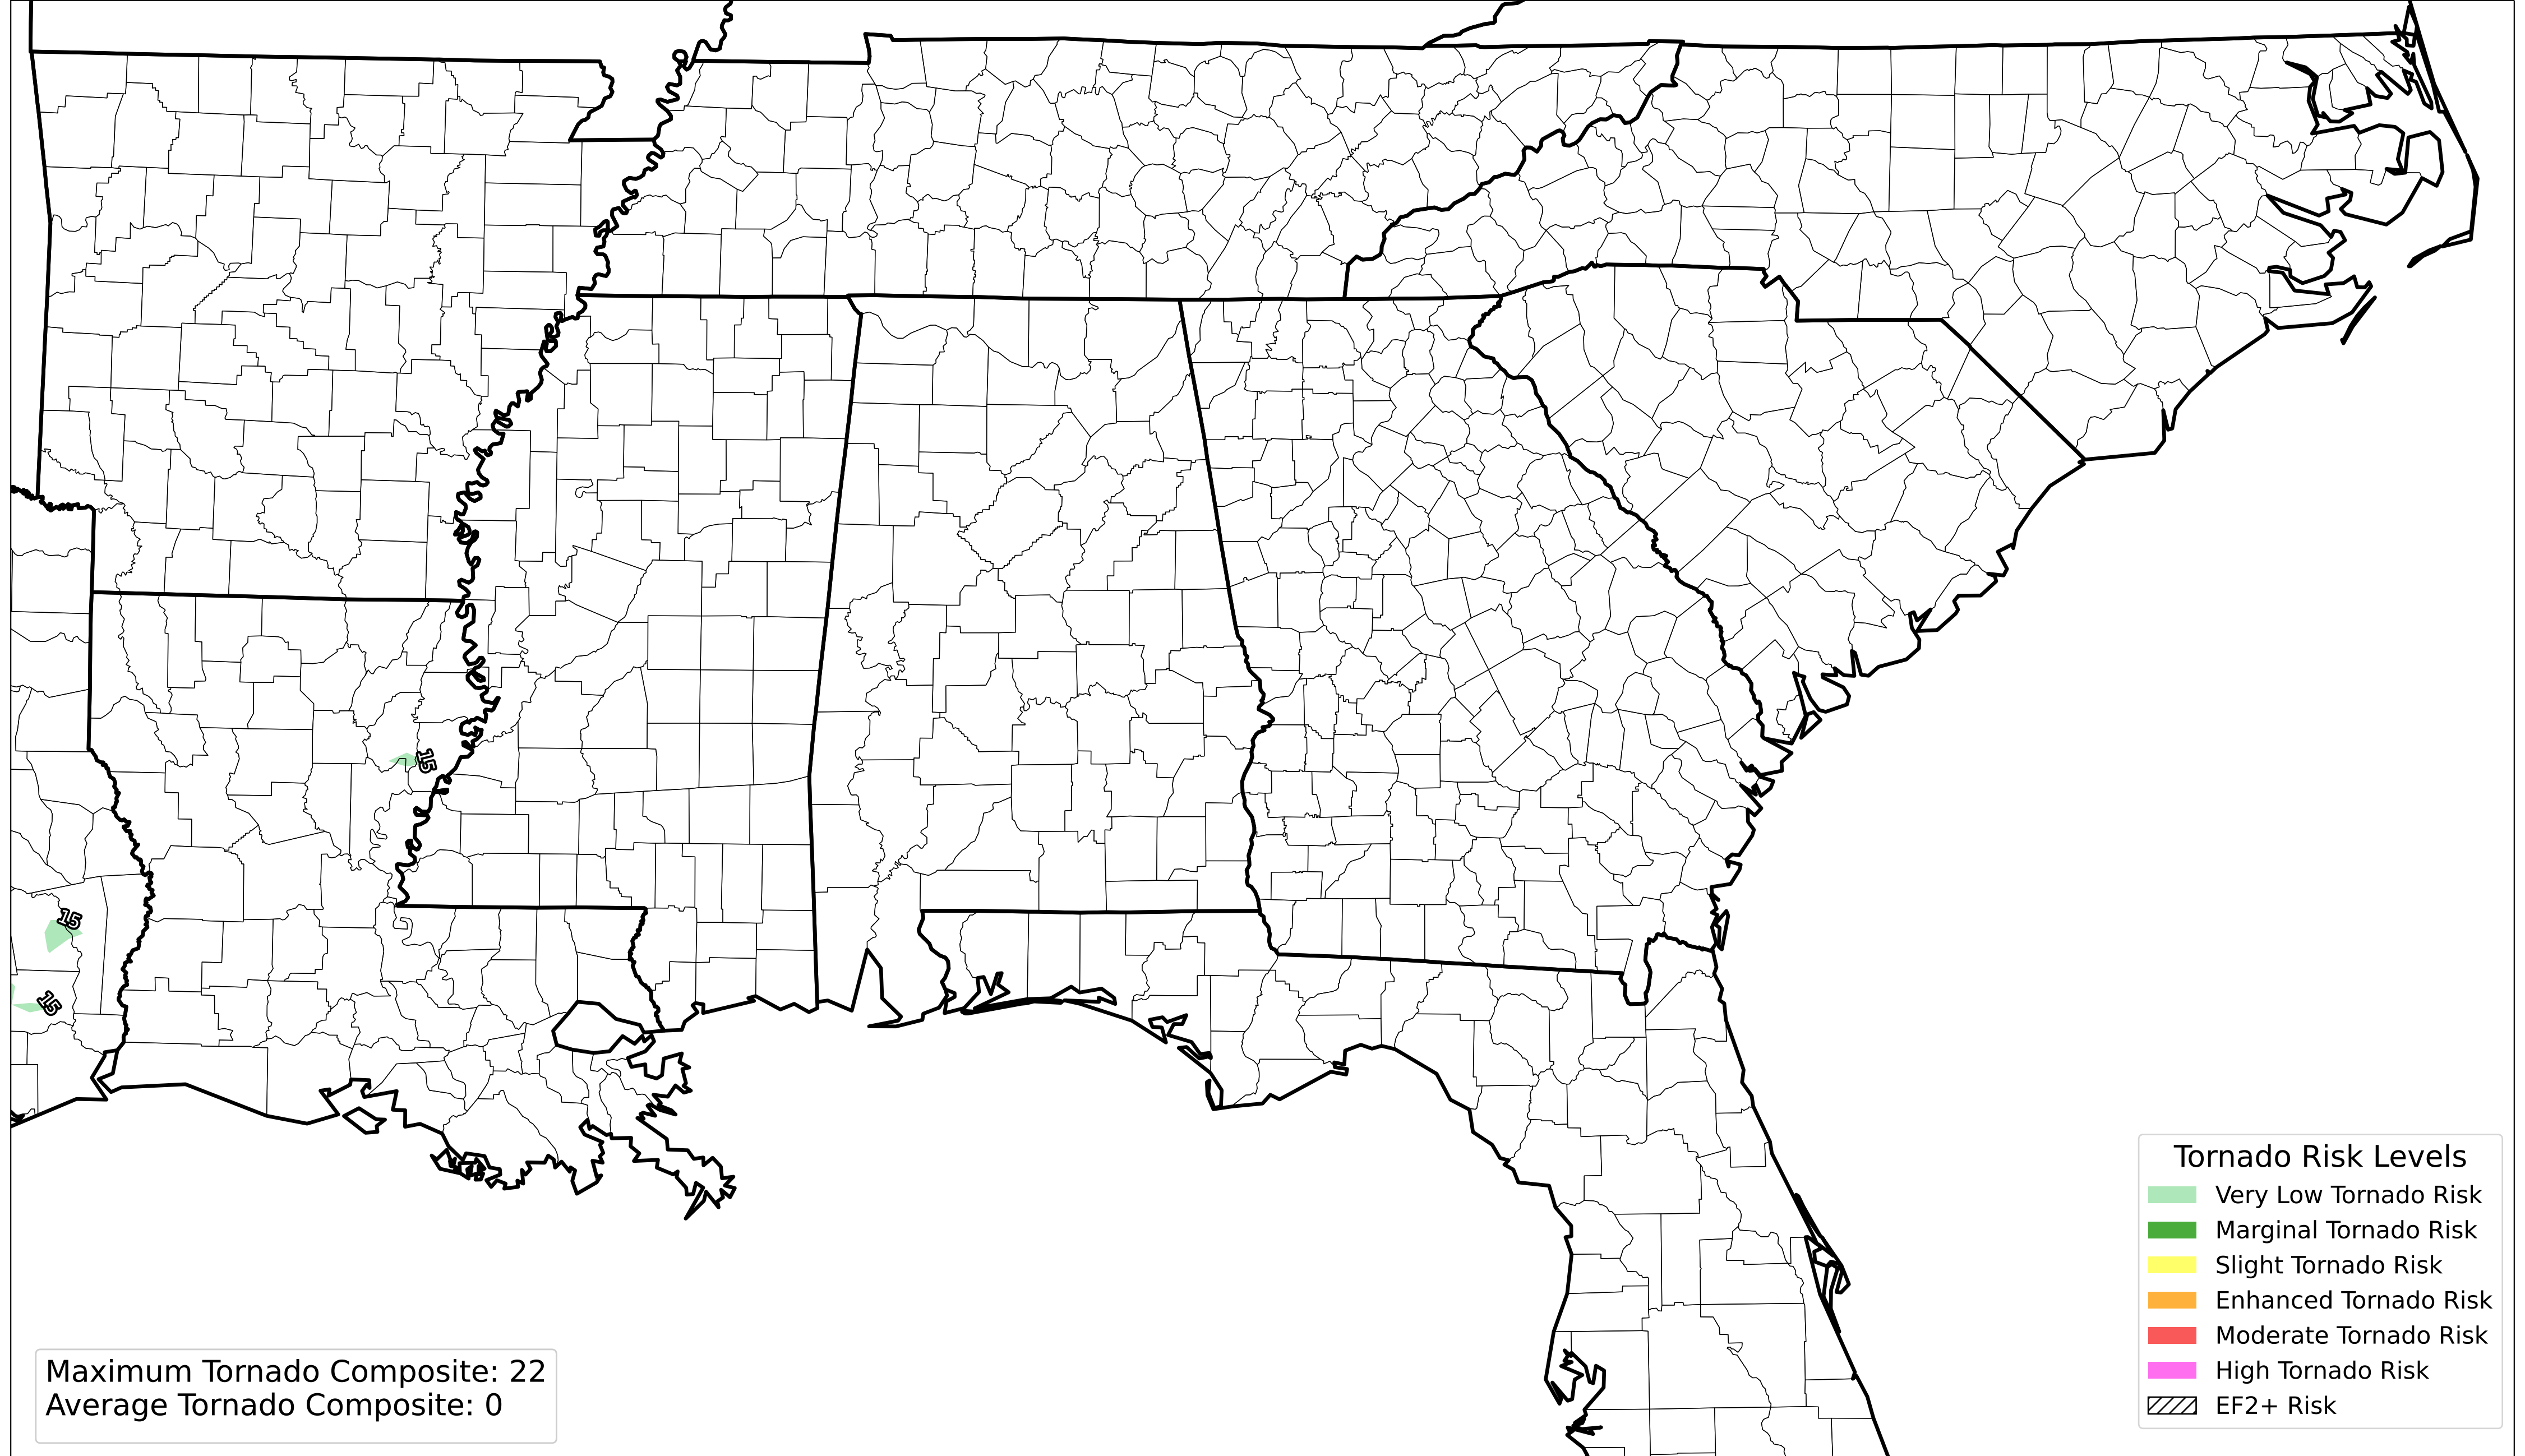 15
15
15
Tornado Risk Levels
Very Low Tornado Risk
Marginal Tornado Risk
Slight Tornado Risk
Enhanced Tornado Risk
Moderate Tornado Risk
High Tornado Risk
EF2+ Risk
Maximum Tornado Composite: 22
Average Tornado Composite: 0